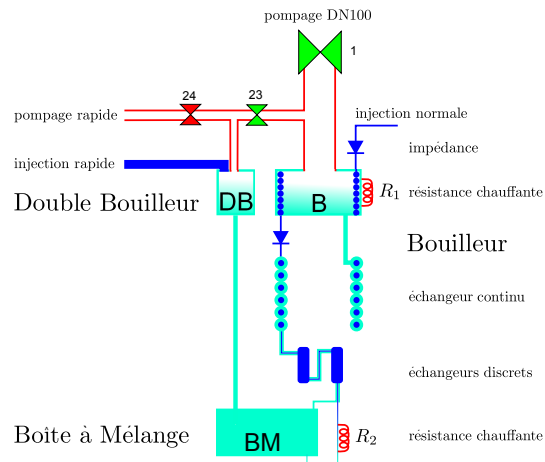 pompage DN100
1
24
23
pompage rapide
injection normale
impédance
injection rapide
R1
résistance chauffante
Double Bouilleur
DB
B
Bouilleur
échangeur continu
échangeurs discrets
Boîte à Mélange
BM
R2
résistance chauffante